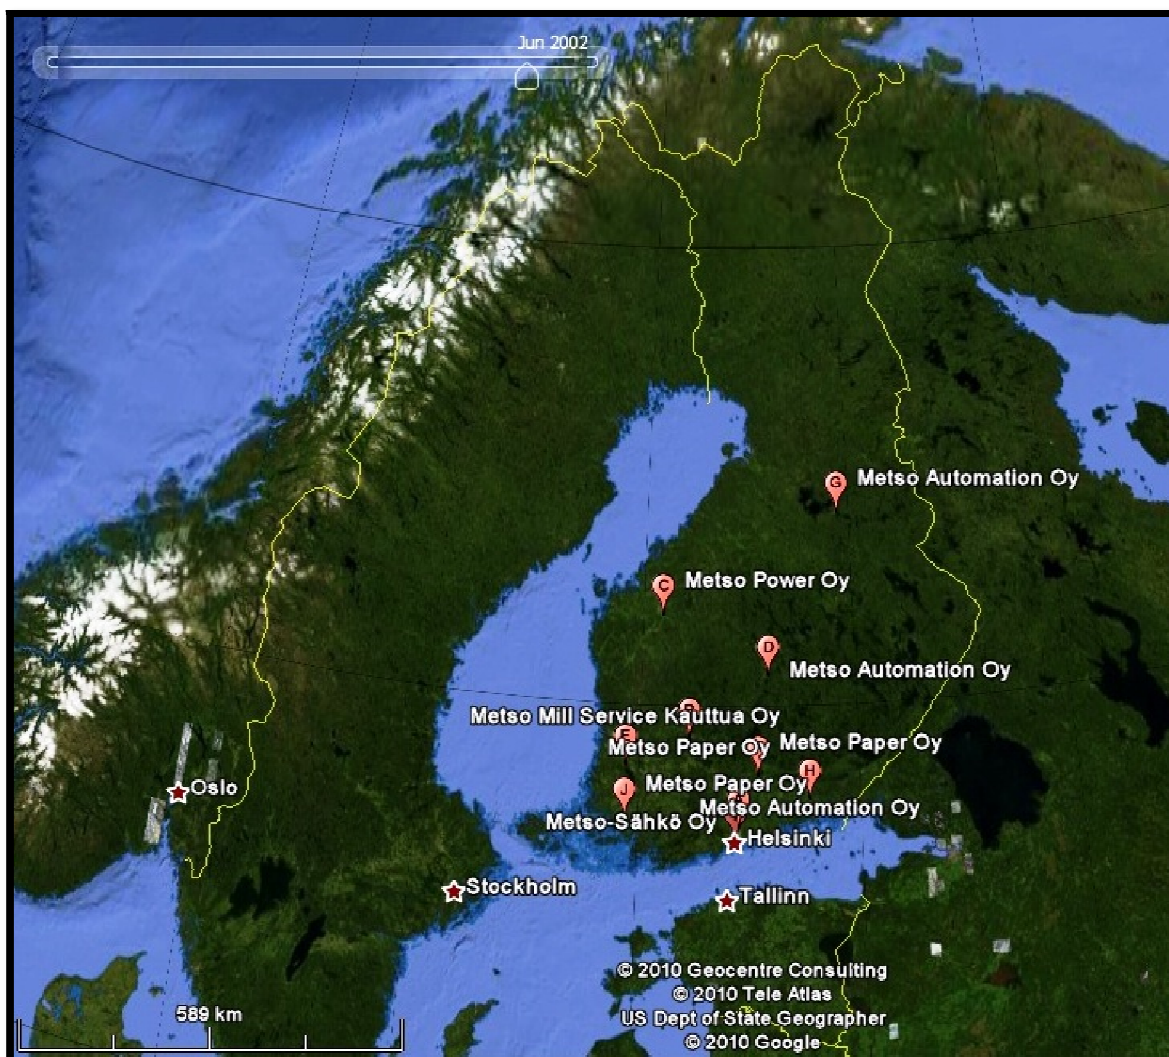 Jun 2002
G Metso Automation Oy
C Metso Power Oy
D
Metso Automation Oy
Metso Mill Service Kauttua Oy
E
Metso Paper Oy
Metso Paper Oy
H
J Metso Paper Oy
Metso Automation Oy
Metso-Sähkö Oy
Oslo
Helsinki
Stockholm
Tallinn
© 2010 Geocentre Consulting
© 2010 Tele Atlas
US Dept of State Geographer
© 2010 Google
589 km